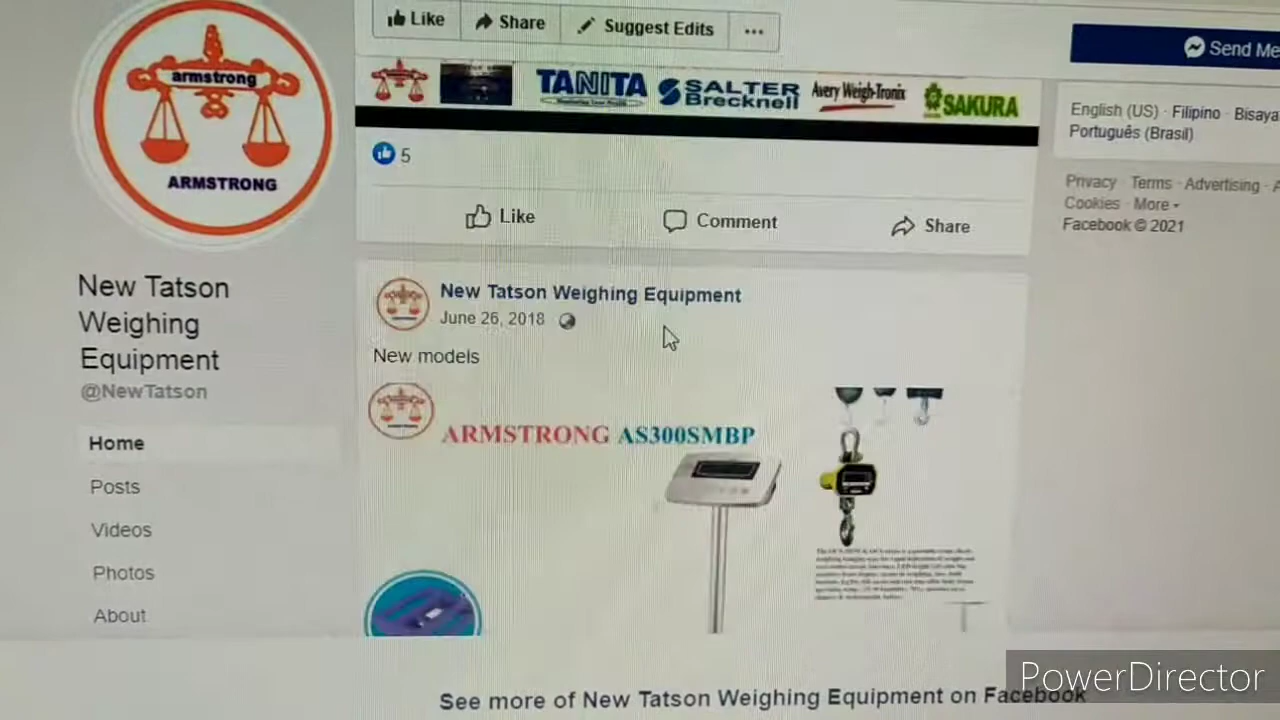 Like
Share
Suggest Edits
Send Me
armstrong
ARMSTRONG
TANITA
SALTER
Brecknell
Avery Weigh-Tronix
SAKURA
5
Like
Comment
Share
English (US) · Filipino · Bisaya
Português (Brasil)
Privacy · Terms · Advertising · A
Cookies · More
Facebook © 2021
New Tatson
Weighing
Equipment
@NewTatson
Home
Posts
Videos
Photos
About
New Tatson Weighing Equipment
June 26, 2018
New models
ARMSTRONG AS300SMBP
See more of New Tatson Weighing Equipment on Facebook
PowerDirector